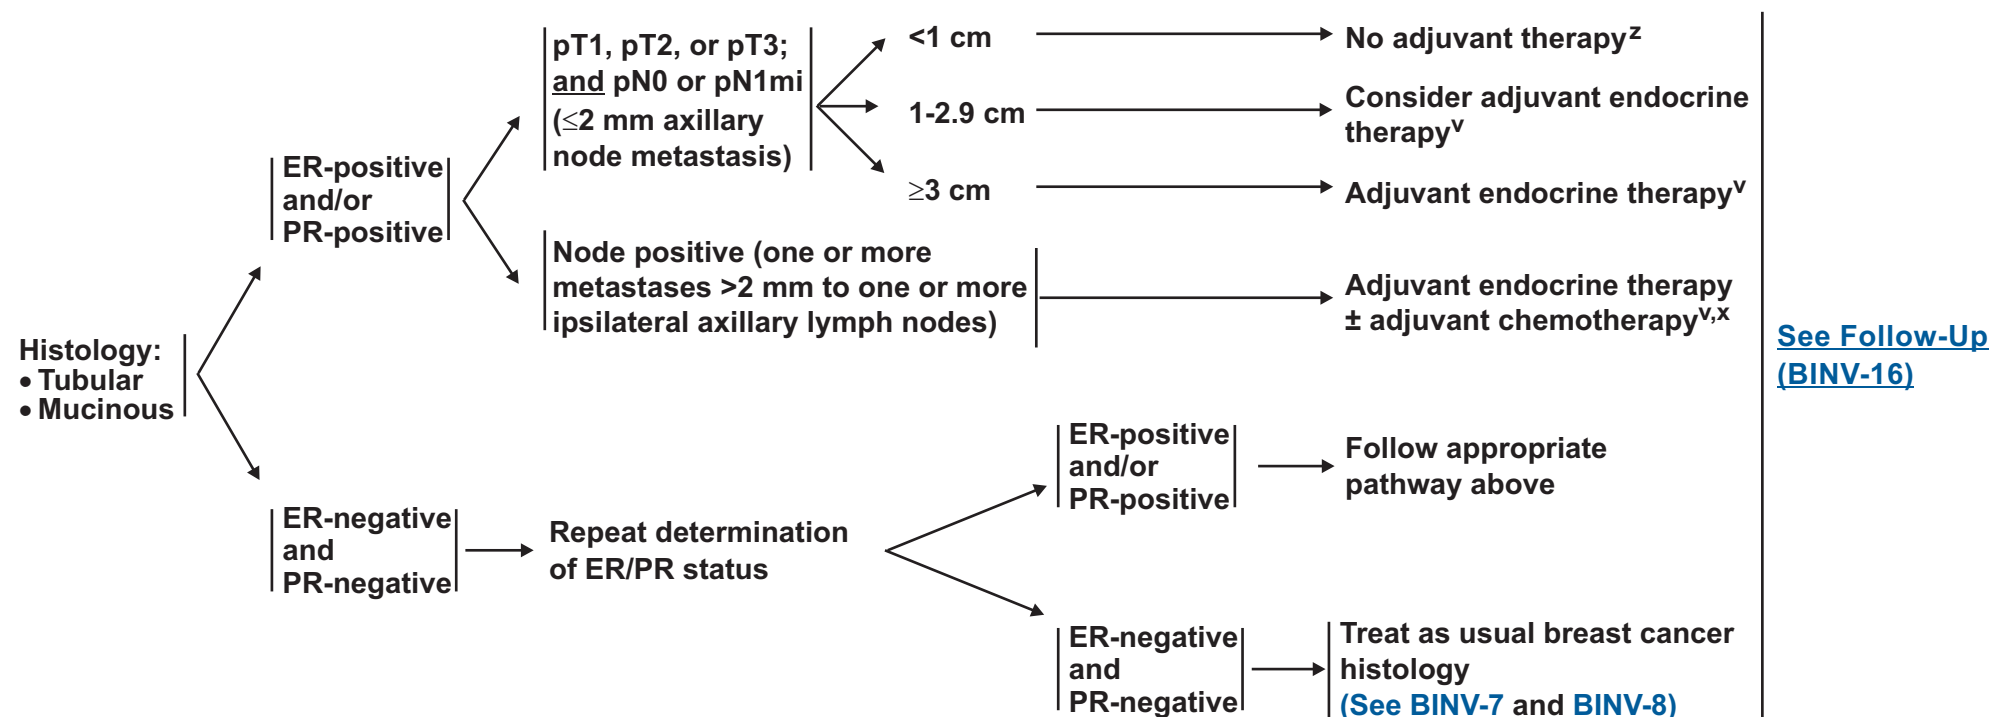 Histology:
• Tubular
• Mucinous
ER-positive
and/or
PR-positive
pT1, pT2, or pT3;
and pN0 or pN1mi
(≤2 mm axillary
node metastasis)
<1 cm
No adjuvant therapyᶻ
1-2.9 cm
Consider adjuvant endocrine
therapyᵛ
≥3 cm
Adjuvant endocrine therapyᵛ
Node positive (one or more
metastases >2 mm to one or more
ipsilateral axillary lymph nodes)
Adjuvant endocrine therapy
± adjuvant chemotherapyᵛ,ˣ
ER-negative
and
PR-negative
Repeat determination
of ER/PR status
ER-positive
and/or
PR-positive
Follow appropriate
pathway above
ER-negative
and
PR-negative
Treat as usual breast cancer
histology
(See BINV-7 and BINV-8)
See Follow-Up
(BINV-16)